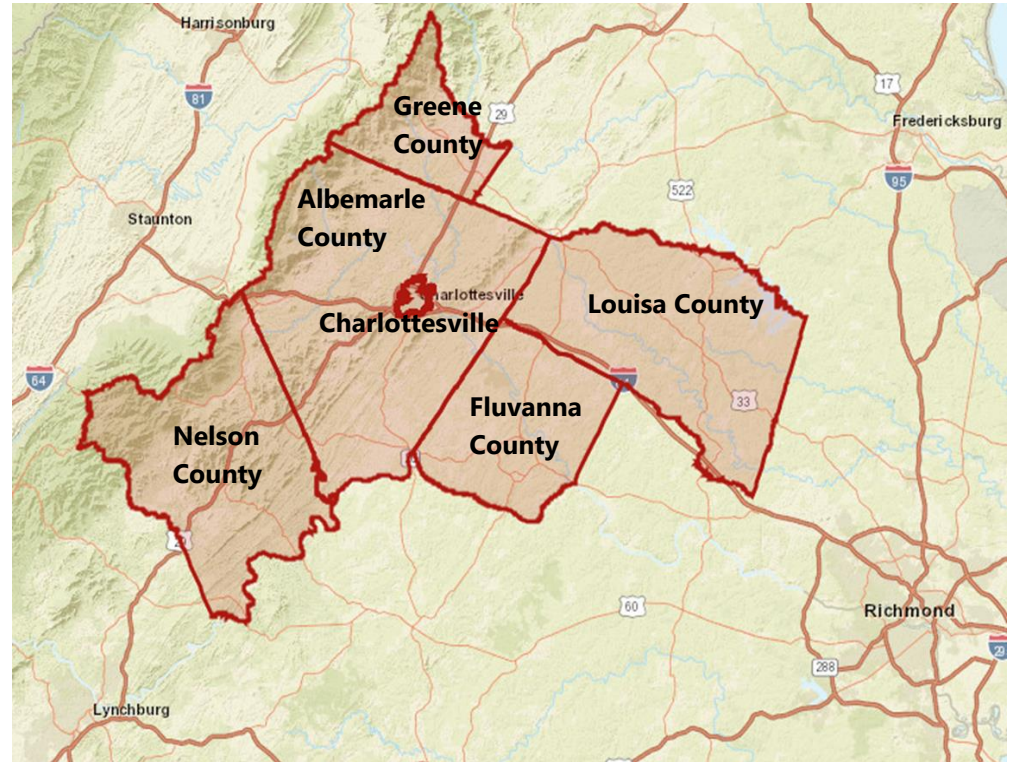 Harrisonburg
81
Greene
County
29
17
Fredericksburg
522
95
Albemarle
County
Staunton
Charlottesville
Charlottesville
Louisa County
64
33
Fluvanna
County
Nelson
County
60
Richmond
288
29
Lynchburg